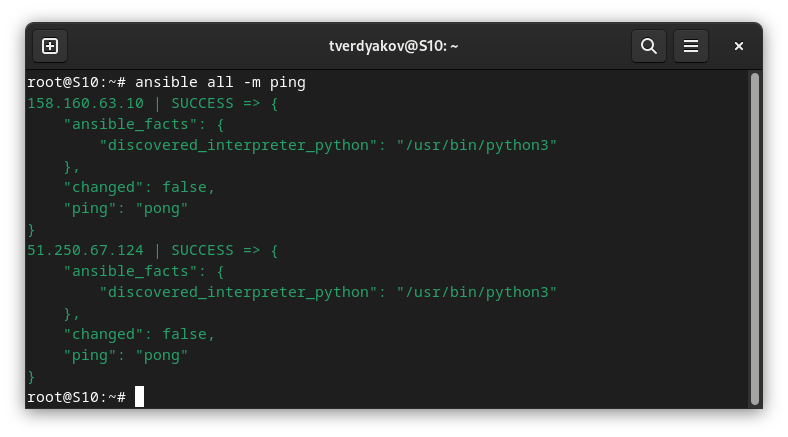 tverdyakov@S10: ~
root@S10:~# ansible all -m ping
158.160.63.10 | SUCCESS => {
    "ansible_facts": {
        "discovered_interpreter_python": "/usr/bin/python3"
    },
    "changed": false,
    "ping": "pong"
}
51.250.67.124 | SUCCESS => {
    "ansible_facts": {
        "discovered_interpreter_python": "/usr/bin/python3"
    },
    "changed": false,
    "ping": "pong"
}
root@S10:~#